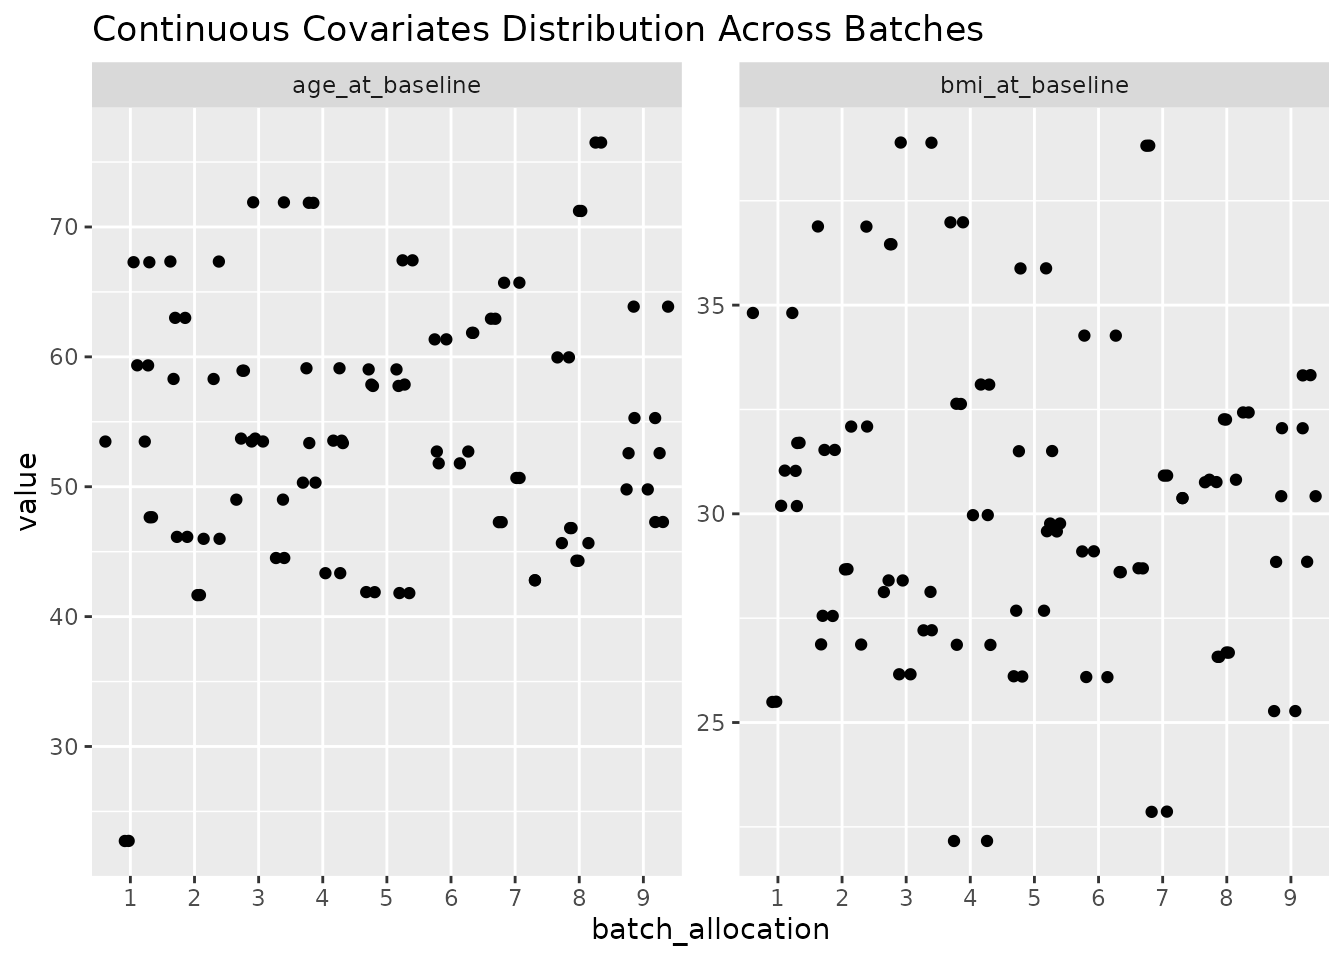 Continuous Covariates Distribution Across Batches
age_at_baseline
bmi_at_baseline
value
70
60
50
40
30
35
30
25
1 2 3 4 5 6 7 8 9
1 2 3 4 5 6 7 8 9
batch_allocation